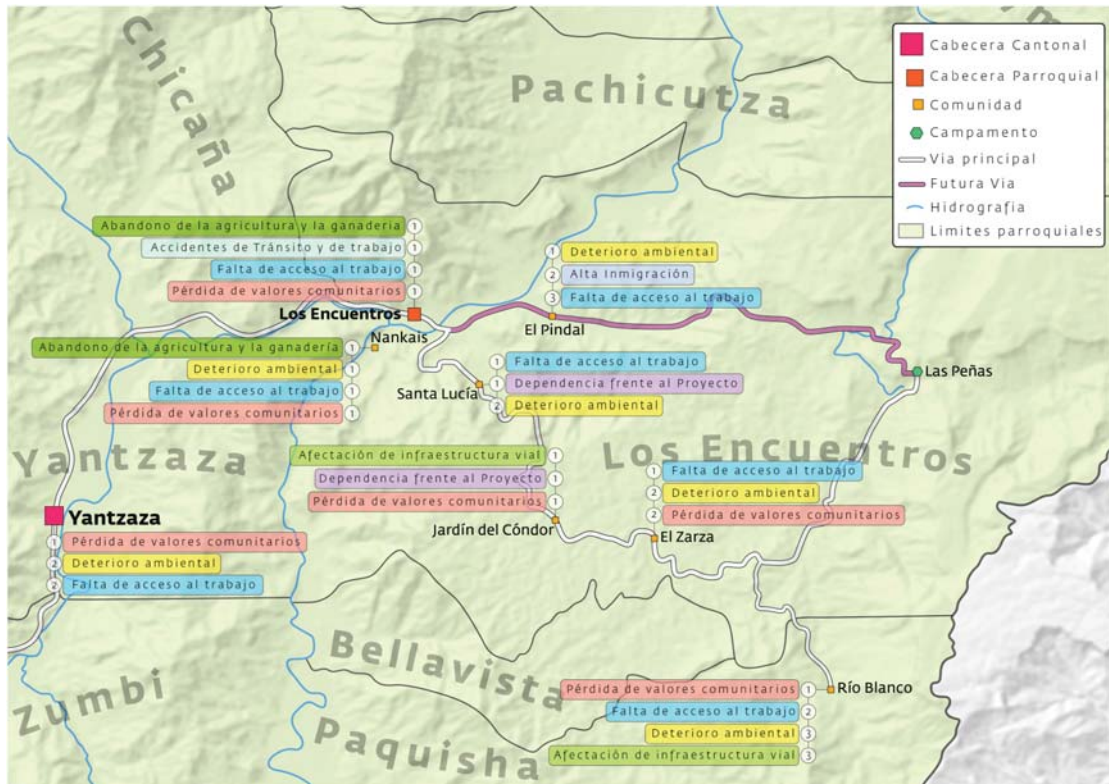 Chicaña
Pachicutza
Cabecera Cantonal
Cabecera Parroquial
Comunidad
Campamento
Via principal
Futura Via
Hidrografia
Limites parroquiales
Abandono de la agricultura y la ganaderia 1
Accidentes de Tránsito y de trabajo 1
Falta de acceso al trabajo 1
Pérdida de valores comunitarios 1
Los Encuentros
1 Deterioro ambiental
2 Alta Inmigración
3 Falta de acceso al trabajo
El Pindal
Nankais
Abandono de la agricultura y la ganadería 1
Deterioro ambiental 1
Falta de acceso al trabajo 1
Pérdida de valores comunitarios 1
Santa Lucía
1 Falta de acceso al trabajo
1 Dependencia frente al Proyecto
2 Deterioro ambiental
Las Peñas
Yantzaza
Los Encuentros
Afectación de infraestructura vial 1
Dependencia frente al Proyecto 1
Pérdida de valores comunitarios 1
Jardín del Cóndor
1 Falta de acceso al trabajo
2 Deterioro ambiental
2 Pérdida de valores comunitarios
El Zarza
Yantzaza
1 Pérdida de valores comunitarios
2 Deterioro ambiental
2 Falta de acceso al trabajo
Bellavista
Zumbi
Paquisha
Pérdida de valores comunitarios 1
Río Blanco
Falta de acceso al trabajo 2
Deterioro ambiental 3
Afectación de infraestructura vial 3